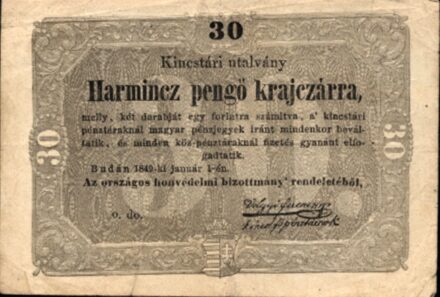 30
Kincstári utalvány
Harmincz pengő krajczárra,
melly, két darabját egy forintra számitva, a' kincstári
pénztáraknál magyar pénzjegyek iránt mindenkor bevál-
tatik, és minden köz-pénztáraknál fizetés gyanánt elfo-
gadtatik.
Budán 1849-ki január 1-én.
Az országos honvédelmi bizottmány' rendeletéből,
o. do.
30
30